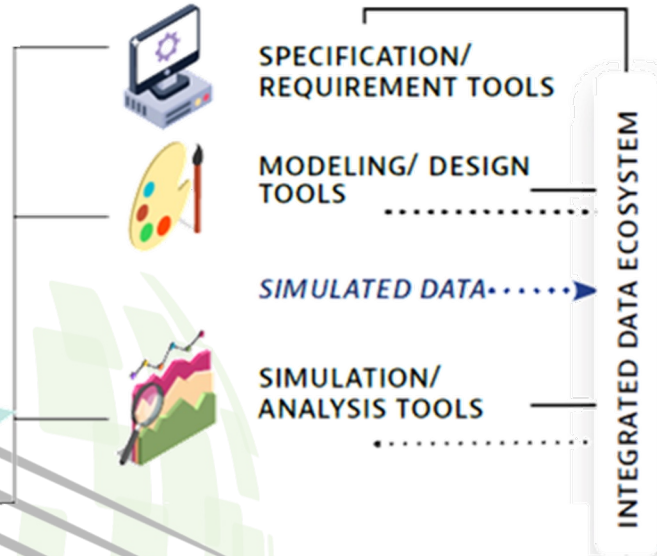 SPECIFICATION/
REQUIREMENT TOOLS
MODELING/ DESIGN
TOOLS
SIMULATED DATA
SIMULATION/
ANALYSIS TOOLS
INTEGRATED DATA ECOSYSTEM